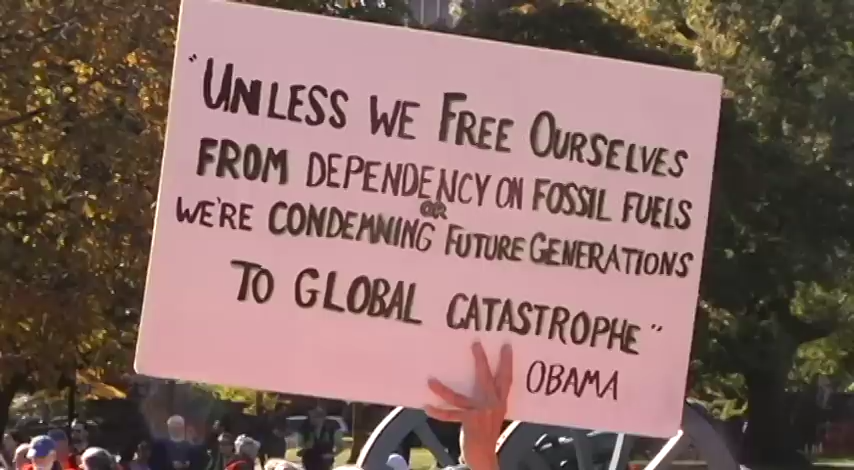 "UNLESS WE FREE OURSELVES
FROM DEPENDENCY ON FOSSIL FUELS
OR
WE'RE CONDEMNING FUTURE GENERATIONS
TO GLOBAL CATASTROPHE"
OBAMA